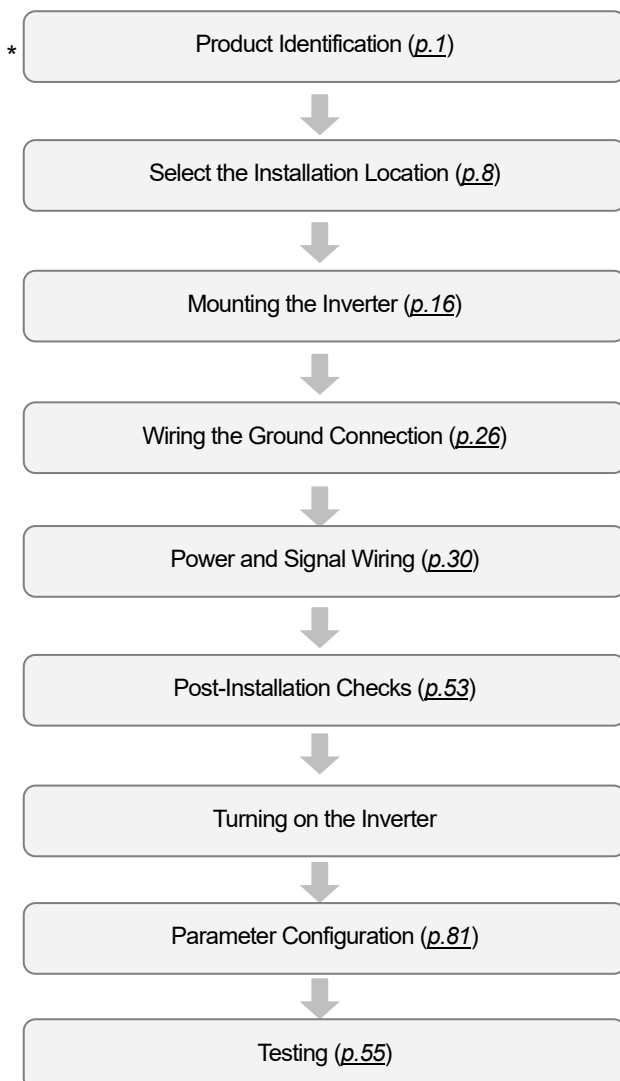 Product Identification (p.1)
*
Select the Installation Location (p.8)
Mounting the Inverter (p.16)
Wiring the Ground Connection (p.26)
Power and Signal Wiring (p.30)
Post-Installation Checks (p.53)
Turning on the Inverter
Parameter Configuration (p.81)
Testing (p.55)